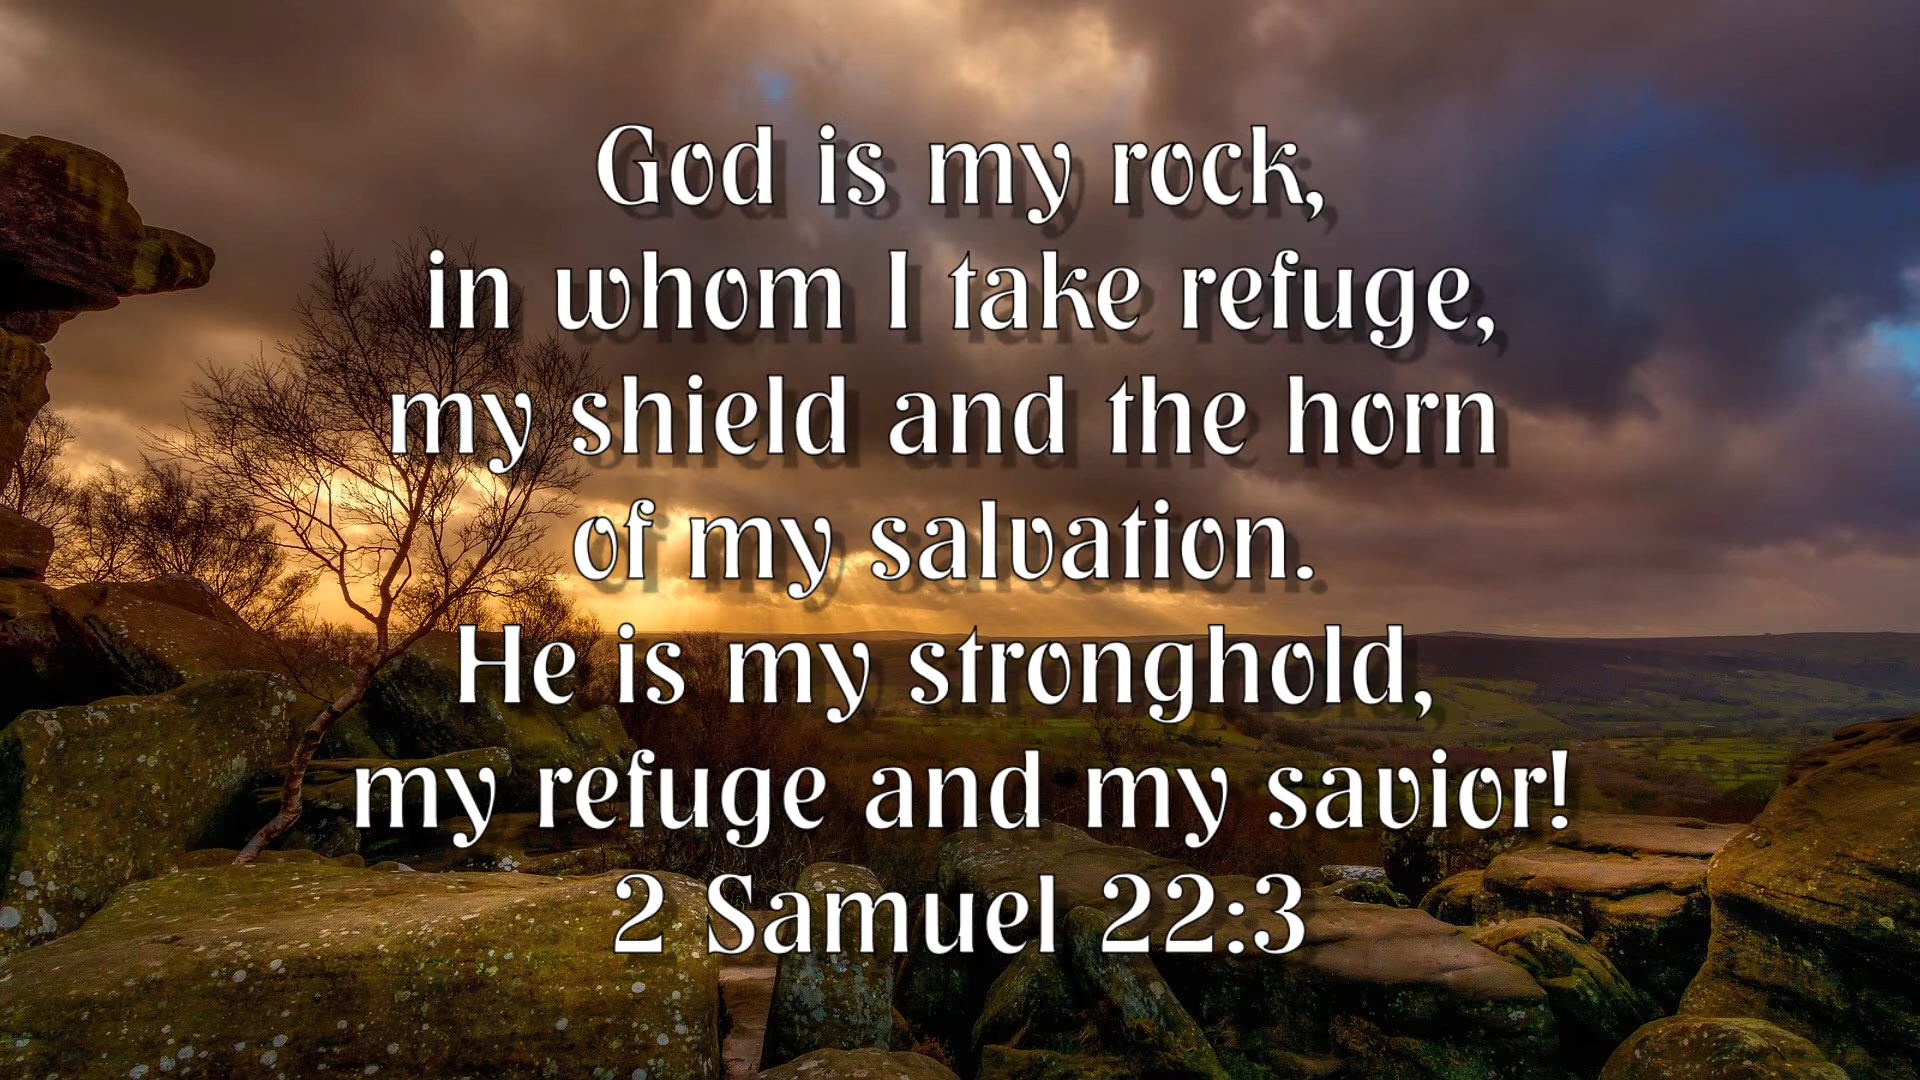 God is my rock,
in whom I take refuge,
my shield and the horn
of my salvation.
He is my stronghold,
my refuge and my savior!
2 Samuel 22:3